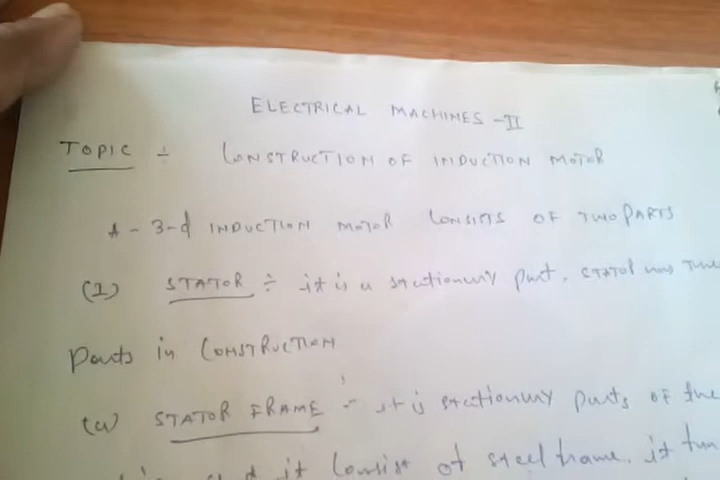 ELECTRICAL MACHINES -II
TOPIC ÷ CONSTRUCTION OF INDUCTION MOTOR
A - 3-ɸ INDUCTION MOTOR CONSISTS OF TWO PARTS
(1) STATOR ÷ it is a stationary part. STATOR has
Parts in CONSTRUCTION
(a) STATOR FRAME ÷ it is stationary parts of the
it Consist of steel frame. it